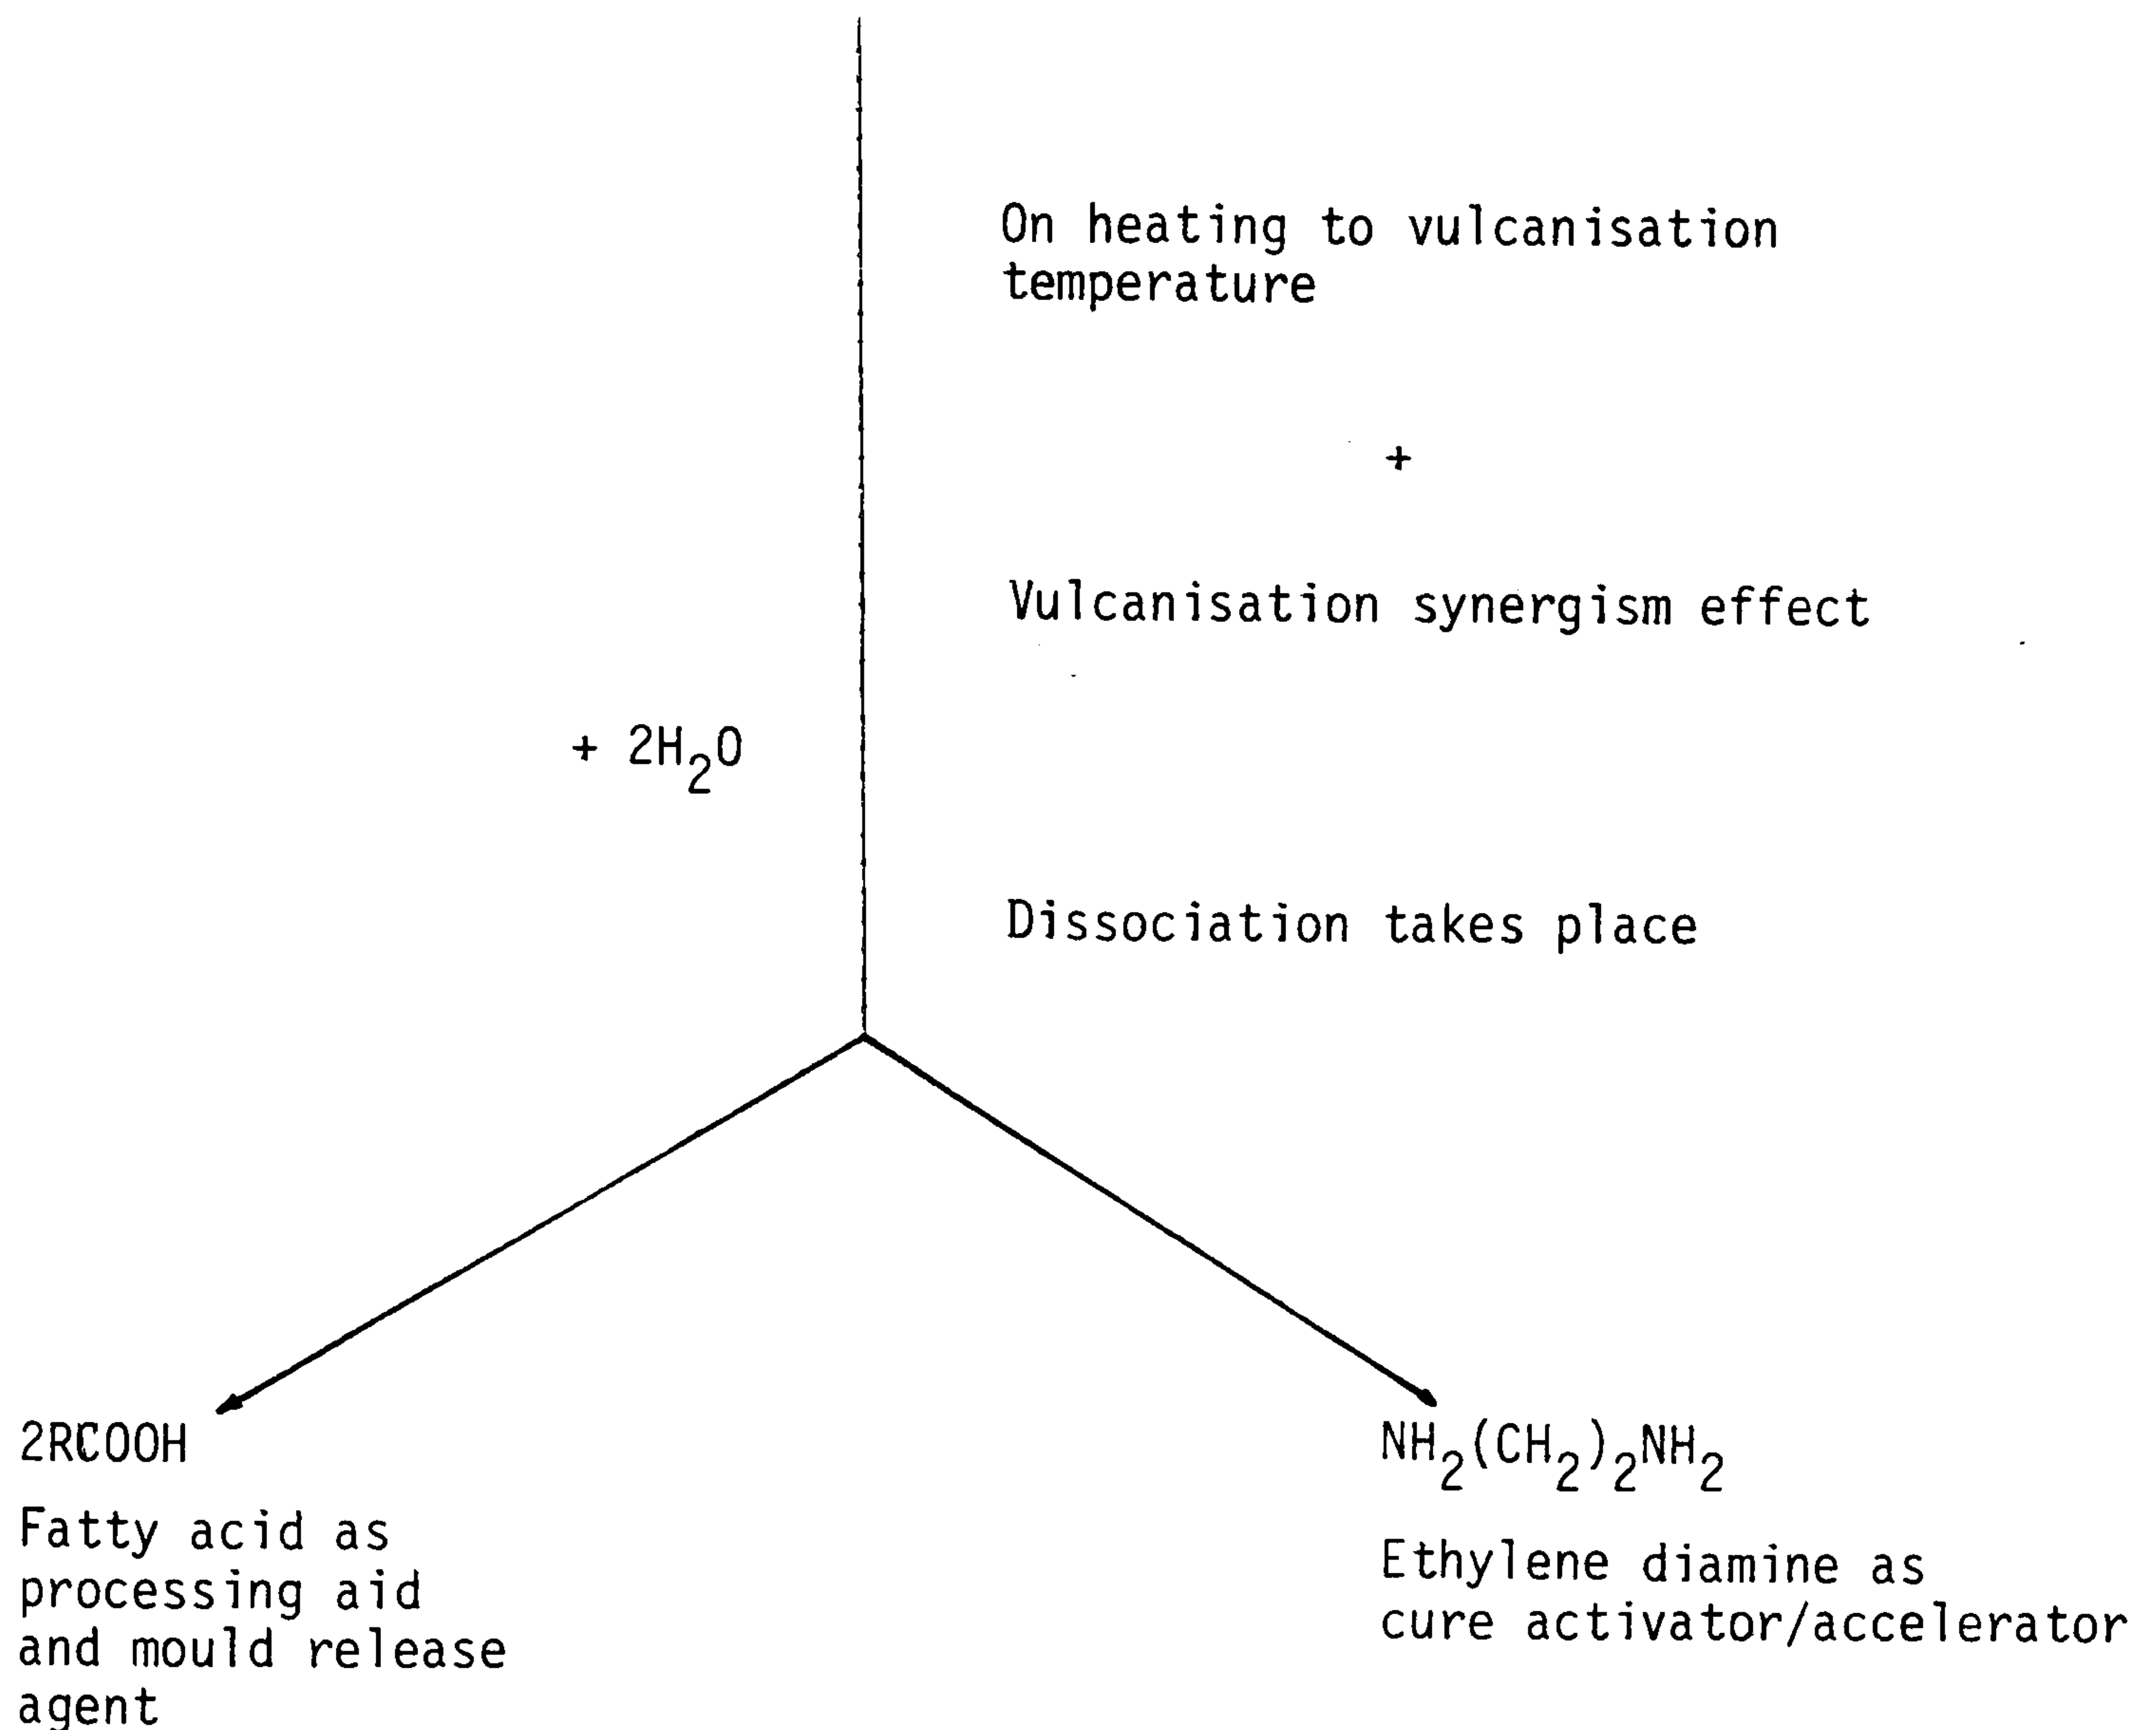 On heating to vulcanisation
temperature
+
Vulcanisation synergism effect
+ 2H₂O
Dissociation takes place
2RCOOH
Fatty acid as
processing aid
and mould release
agent
NH₂(CH₂)₂NH₂
Ethylene diamine as
cure activator/accelerator